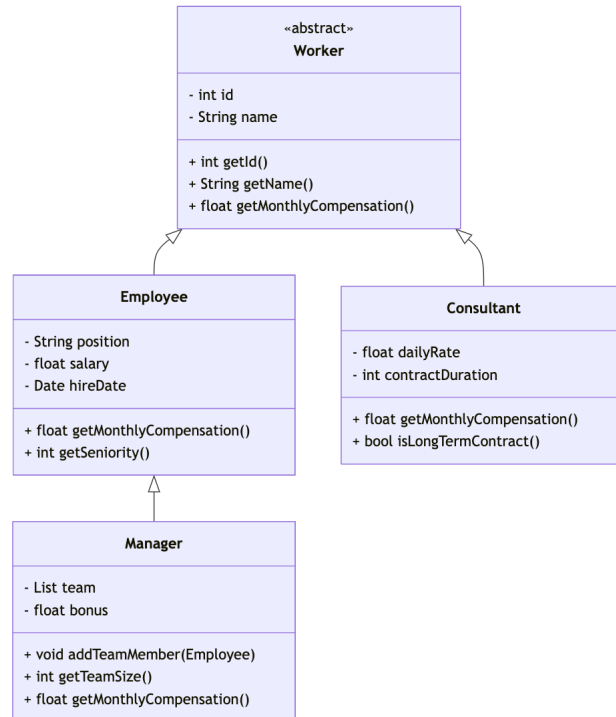 «abstract»
Worker
- int id
- String name
+ int getId()
+ String getName()
+ float getMonthlyCompensation()
Employee
- String position
- float salary
- Date hireDate
+ float getMonthlyCompensation()
+ int getSeniority()
Consultant
- float dailyRate
- int contractDuration
+ float getMonthlyCompensation()
+ bool isLongTermContract()
Manager
- List team
- float bonus
+ void addTeamMember(Employee)
+ int getTeamSize()
+ float getMonthlyCompensation()